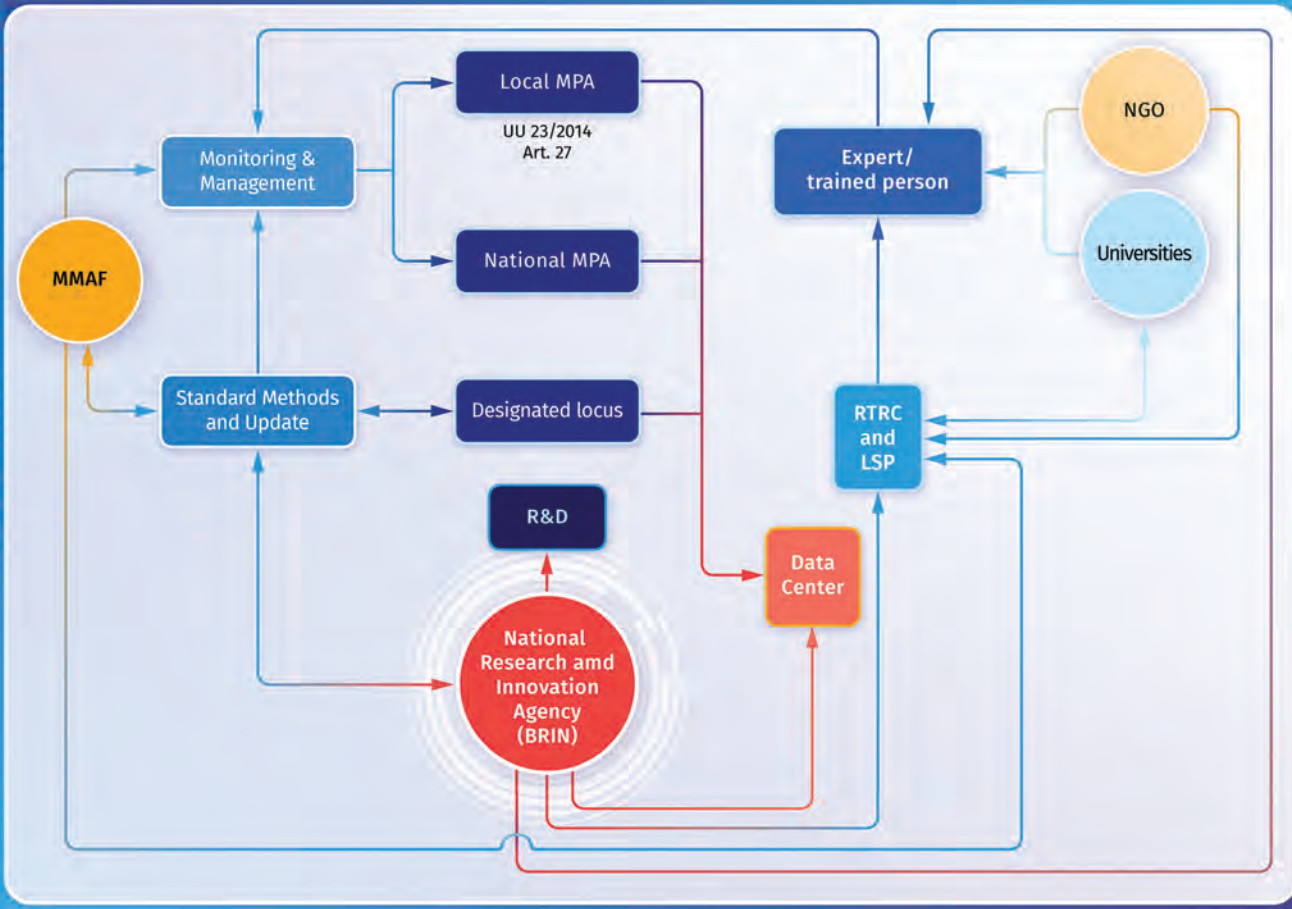 Local MPA
UU 23/2014
Art. 27
Monitoring &
Management
National MPA
MMAF
Standard Methods
and Update
Designated locus
R&D
National
Research amd
Innovation
Agency
(BRIN)
Data
Center
Expert/
trained person
NGO
Universities
RTRC
and
LSP